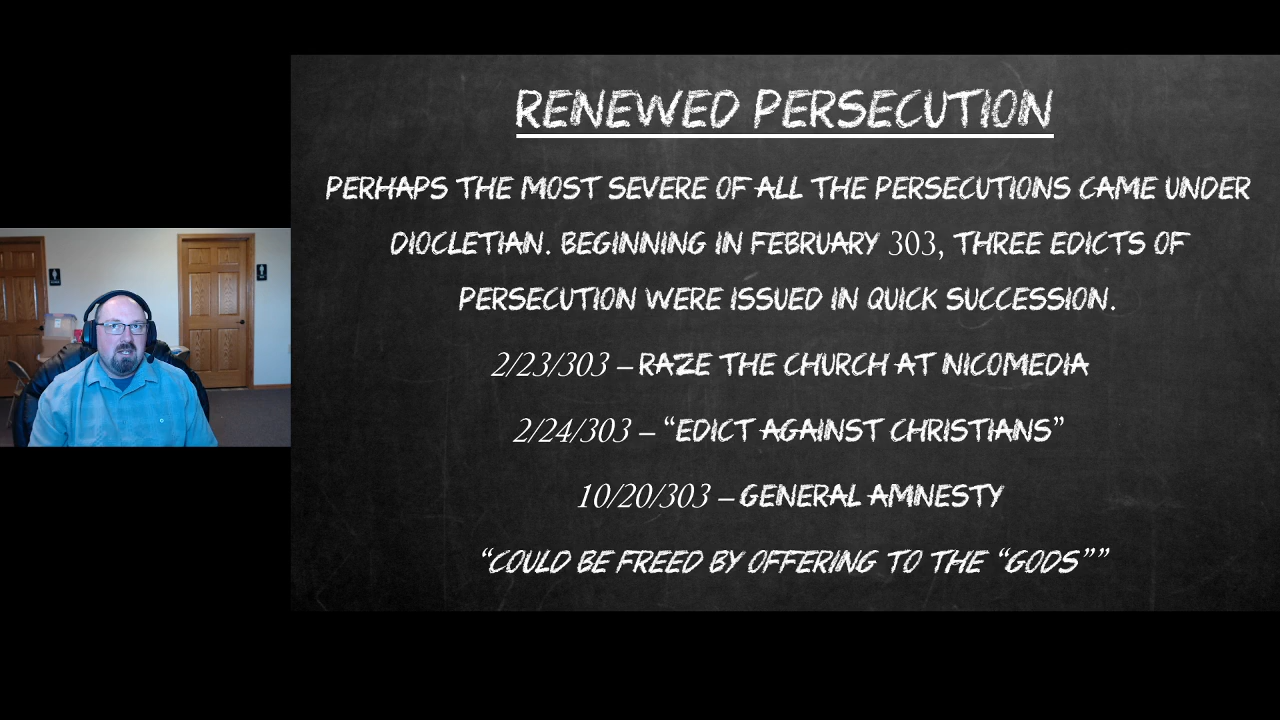 RENEWED PERSECUTION
PERHAPS THE MOST SEVERE OF ALL THE PERSECUTIONS CAME UNDER
DIOCLETIAN. BEGINNING IN FEBRUARY 303, THREE EDICTS OF
PERSECUTION WERE ISSUED IN QUICK SUCCESSION.
2/23/303 – RAZE THE CHURCH AT NICOMEDIA
2/24/303 – “EDICT AGAINST CHRISTIANS”
10/20/303 – GENERAL AMNESTY
“COULD BE FREED BY OFFERING TO THE “GODS””